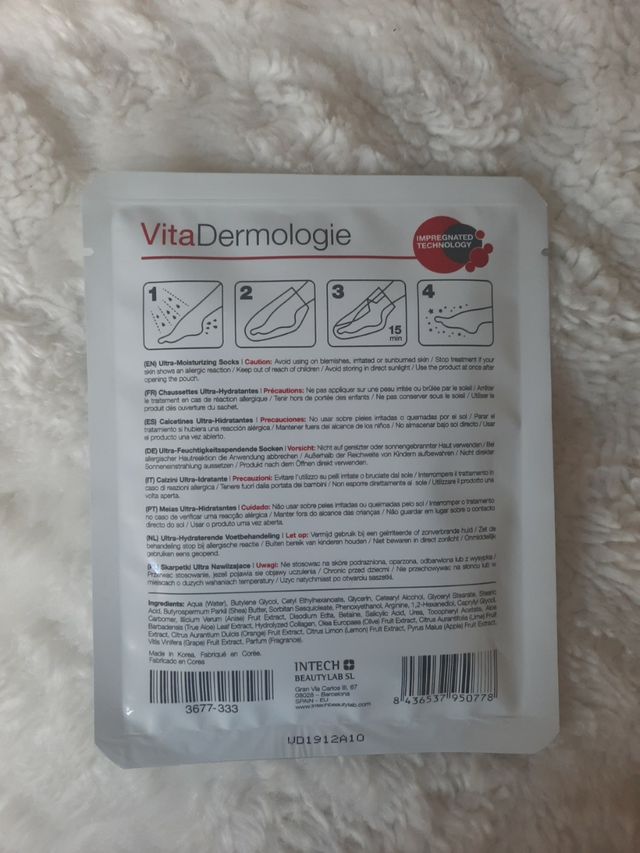 VitaDermologie
IMPREGNATED
TECHNOLOGY
1
2
3
15
min
4
(EN) Ultra-Moisturizing Socks | Caution: Avoid using on blemishes, irritated or sunburned skin / Stop treatment if your
skin shows an allergic reaction / Keep out of reach of children / Avoid storing in direct sunlight / Use the product at once after
opening the pouch.
(FR) Chaussettes Ultra-Hydratantes | Précautions: Ne pas appliquer sur une peau irritée ou brûlée par le soleil / Arrêter
le traitement en cas de réaction allergique / Tenir hors de portée des enfants / Ne pas conserver sous le soleil / Utiliser le
produit dès ouverture du sachet.
(ES) Calcetines Ultra-Hidratantes | Precauciones: No usar sobre pieles irritadas o quemadas por el sol / Parar el
tratamiento si hubiera una reacción alérgica / Mantener fuera del alcance de los niños / No almacenar bajo sol directo / Usar
el producto una vez abierto.
(DE) Ultra-Feuchtigkeitsspendende Socken | Vorsicht: Nicht auf gereizter oder sonnengebrannter Haut verwenden / Bei
allergischer Hautreaktion die Anwendung abbrechen / Außerhalb der Reichweite von Kindern aufbewahren / Nicht direkter
Sonneneinstrahlung aussetzen / Produkt nach dem Öffnen direkt verwenden.
(IT) Calzini Ultra-Idratante | Precauzioni: Evitare l'utilizzo su pelli irritate o bruciate dal sole / Interrompere il trattamento in
caso di reazioni allergica / Tenere fuori dalla portata dei bambini / Non esporre direttamente al sole / Utilizzare il prodotto una
volta aperta.
(PT) Meias Ultra-Hidratantes | Cuidado: Não usar sobre peles irritadas ou queimadas pelo sol / Interromper o tratamento
no caso de verificar uma reacção alérgica / Manter fora do alcance das crianças / Não guardar em lugar sobre o contacto
directo do sol / Usar o produto uma vez aberta.
(NL) Ultra-Hydraterende Voetbehandeling | Let op: Vermijd gebruik bij een geïrriteerde of zonverbrande huid / Zet de
behandeling stop bij allergische reactie / Buiten bereik van kinderen houden / Niet bewaren in direct zonlicht / Onmiddellijk
gebruiken eens geopend.
Skarpetki Ultra Nawilżające | Uwagi: Nie stosować na skórę podrażnioną, oparzoną, odbarwioną lub z wysypką /
Przerwać stosowanie, jeżeli pojawia się objawy uczulenia / Chronic przed dziećmi / Nie przechowywać na słońcu lub w
miejscach o dużych wahaniach temperatury / Użyc natychmiast po otwarciu saszetki.
Ingredients: Aqua (Water), Butylene Glycol, Cetyl Ethylhexanoate, Glycerin, Cetearyl Alcohol, Glyceryl Stearate, Stearic
Acid, Butyrospermum Parkii (Shea) Butter, Sorbitan Sesquioleate, Phenoxyethanol, Arginine, 1,2-Hexanediol, Caprylyl Glycol,
Carbomer, Illicium Verum (Anise) Fruit Extract, Disodium Edta, Betaine, Salicylic Acid, Urea, Tocopheryl Acetate, Aloe
Barbadensis (True Aloe) Leaf Extract, Hydrolyzed Collagen, Olea Europaea (Olive) Fruit Extract, Citrus Aurantifolia (Lime) Fruit
Extract, Citrus Aurantium Dulcis (Orange) Fruit Extract, Citrus Limon (Lemon) Fruit Extract, Pyrus Malus (Apple) Fruit Extract,
Vitis Vinifera (Grape) Fruit Extract, Parfum (Fragrance).
Made in Korea. Fabriqué en Corée.
Fabricado en Corea
3677-333
INTECH
BEAUTYLAB SL
Gran Vía Carlos III, 67
08028 – Barcelona
SPAIN - EU
www.intechbeautylab.com
8 436537 950778
VD1912A10